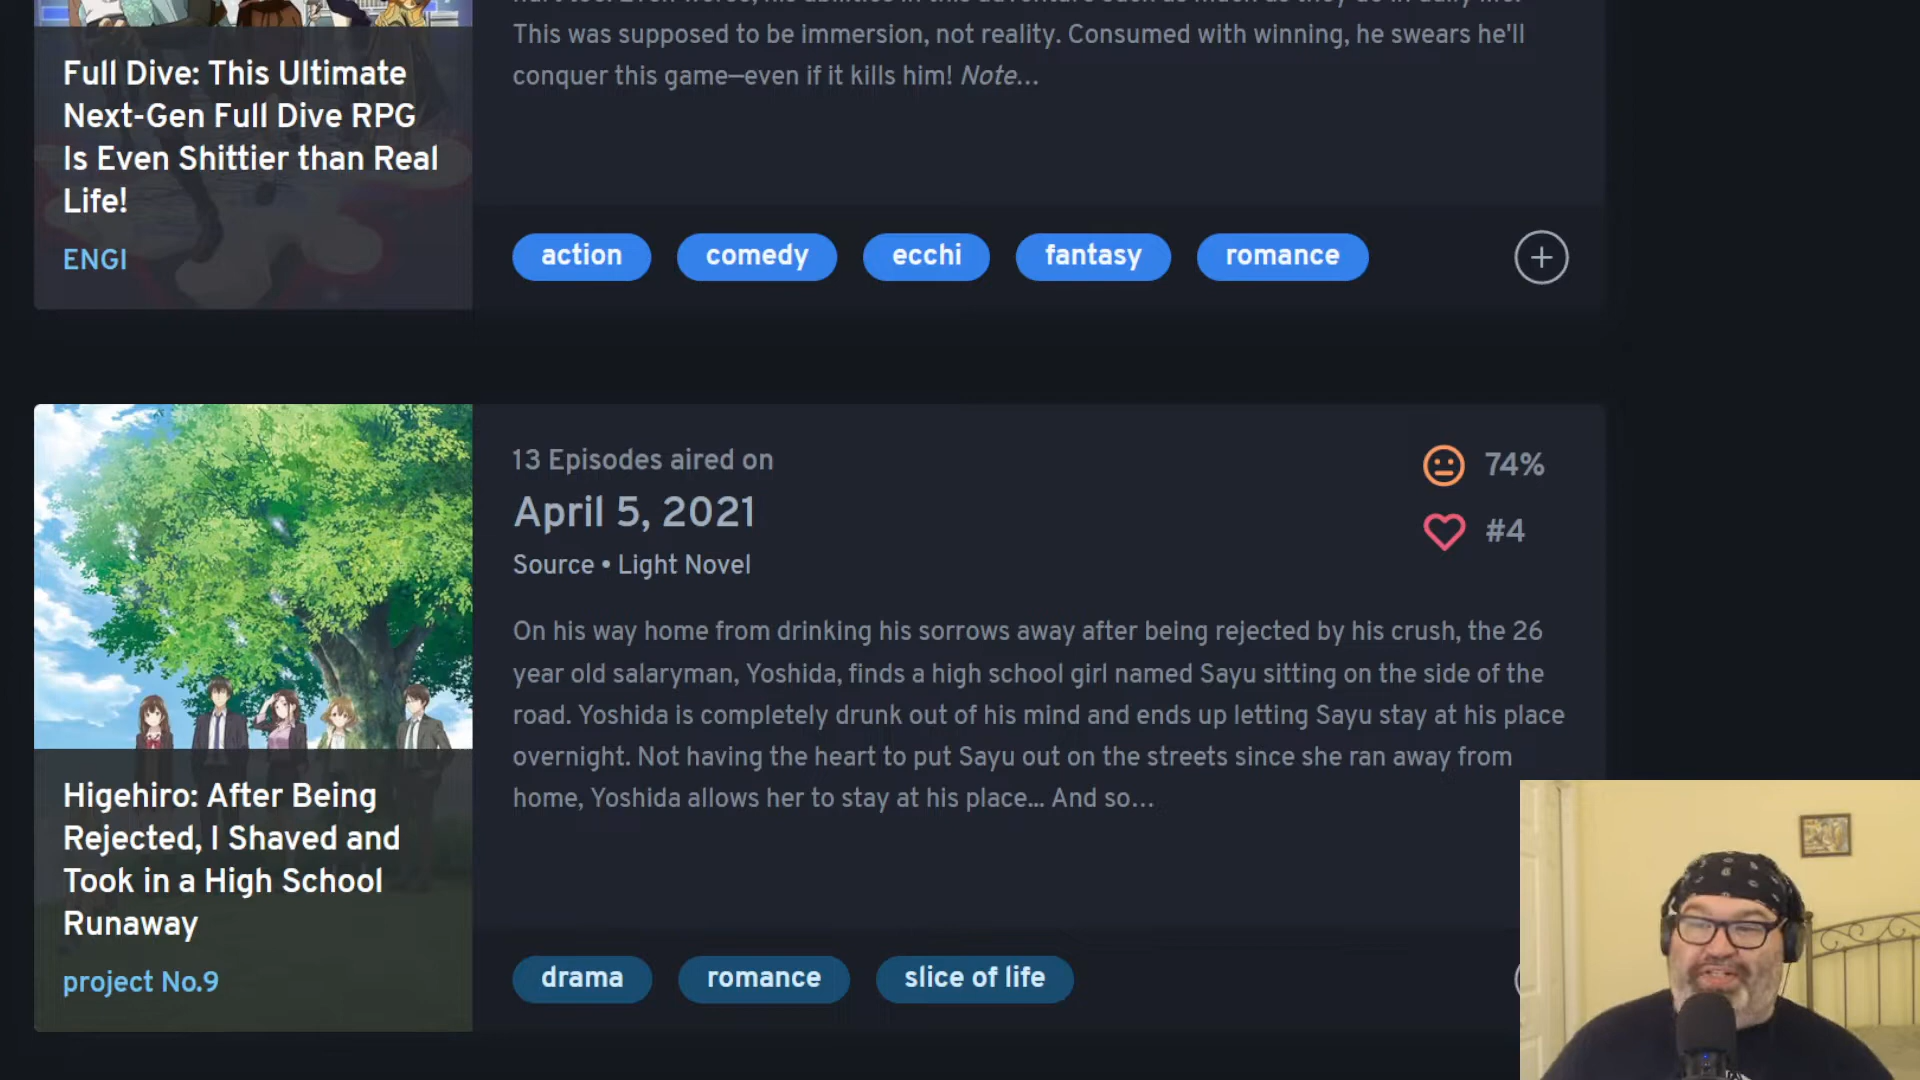 This was supposed to be immersion, not reality. Consumed with winning, he swears he'll
conquer this game—even if it kills him! Note...
Full Dive: This Ultimate
Next-Gen Full Dive RPG
Is Even Shittier than Real
Life!
ENGI
action comedy ecchi fantasy romance
13 Episodes aired on
April 5, 2021
Source • Light Novel
74%
#4
On his way home from drinking his sorrows away after being rejected by his crush, the 26
year old salaryman, Yoshida, finds a high school girl named Sayu sitting on the side of the
road. Yoshida is completely drunk out of his mind and ends up letting Sayu stay at his place
overnight. Not having the heart to put Sayu out on the streets since she ran away from
home, Yoshida allows her to stay at his place... And so...
Higehiro: After Being
Rejected, I Shaved and
Took in a High School
Runaway
project No.9
drama romance slice of life